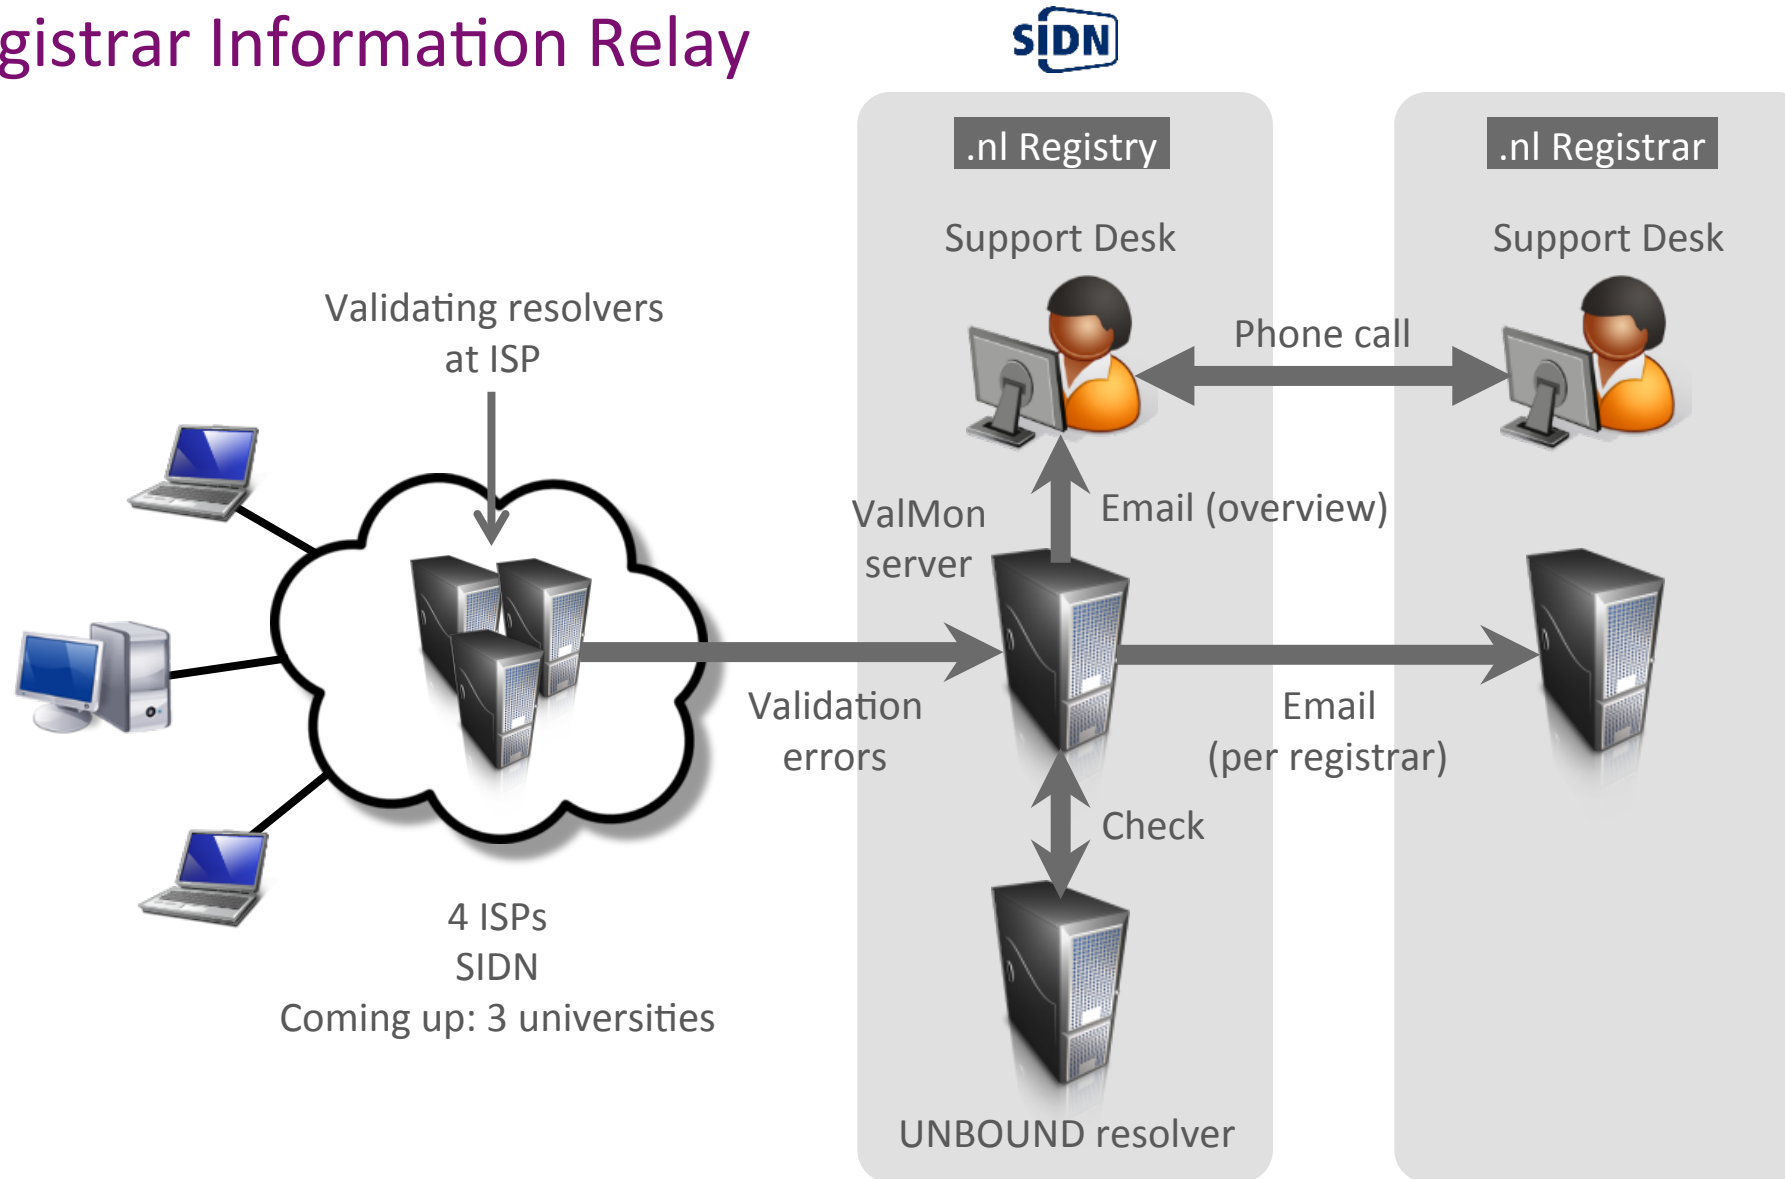 gistrar Information Relay
SIDN
.nl Registry
.nl Registrar
Support Desk
Support Desk
Validating resolvers
at ISP
Phone call
ValMon
server
Email (overview)
Validation
errors
Email
(per registrar)
Check
4 ISPs
SIDN
Coming up: 3 universities
UNBOUND resolver